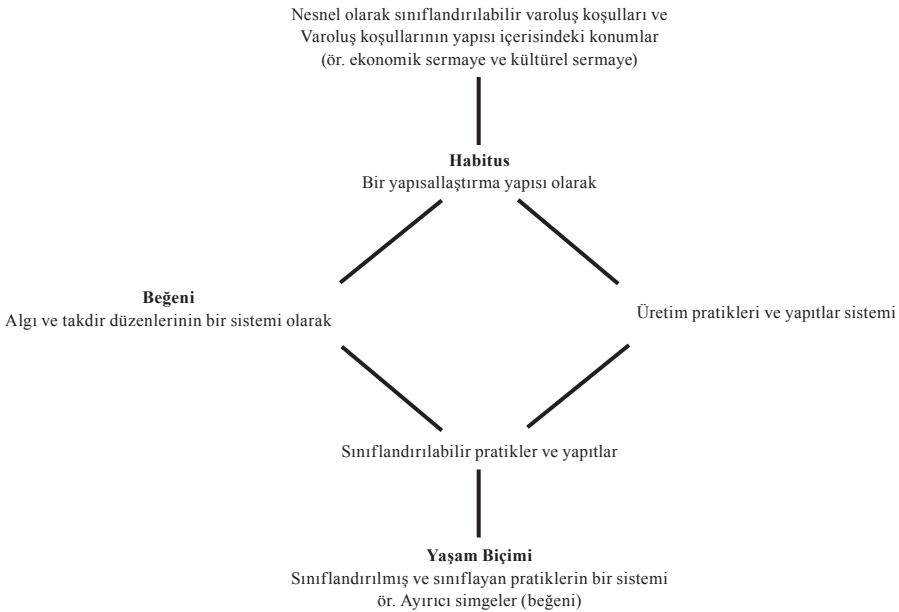 Nesnel olarak sınıflandırılabilir varoluş koşulları ve
Varoluş koşullarının yapısı içerisindeki konumlar
(ör. ekonomik sermaye ve kültürel sermaye)
Habitus
Bir yapısallaştırma yapısı olarak
Beğeni
Algı ve takdir düzenlerinin bir sistemi olarak
Üretim pratikleri ve yapıtlar sistemi
Sınıflandırılabilir pratikler ve yapıtlar
Yaşam Biçimi
Sınıflandırılmış ve sınıflayan pratiklerin bir sistemi
ör. Ayırıcı simgeler (beğeni)